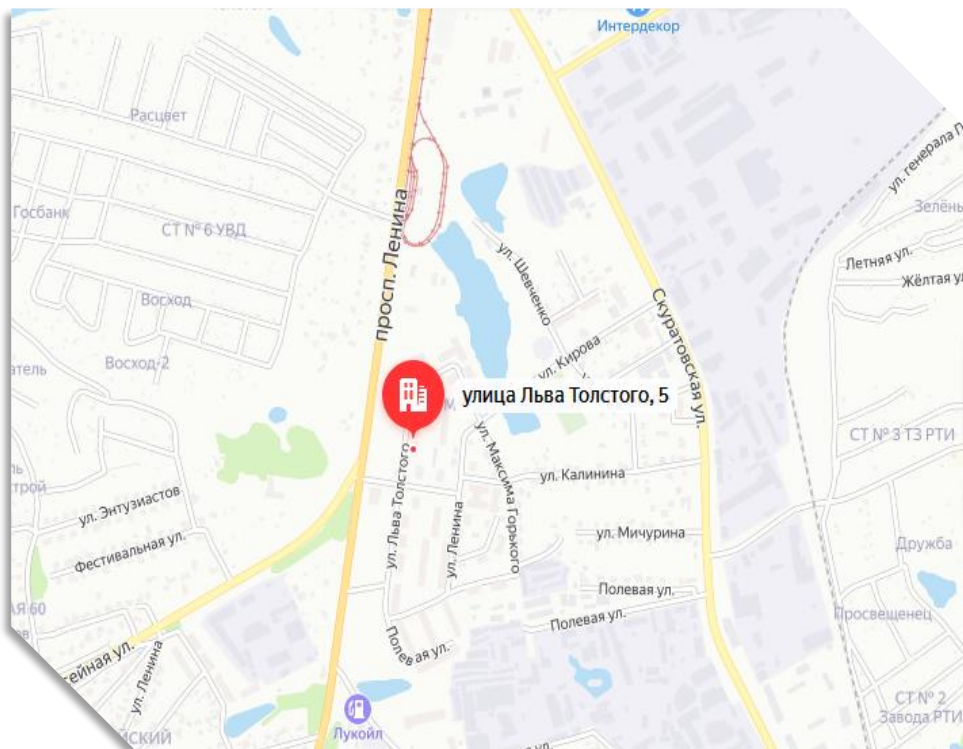 Интердекор
Расцвет
ул. генерала
Госбанк
СТ № 6 УВД
просп. Ленина
ул. Шевченко
Летняя ул.
Жёлтая
Восход
Скуратовская ул.
Восход-2
ул. Кирова
улица Льва Толстого, 5
ул. Максима Горького
СТ № 3 ТЗ РТИ
ул. Калинина
ул. Энтузиастов
ул. Льва Толстого
ул. Ленина
ул. Мичурина
Фестивальная ул.
Дружба
Полевая ул.
Просвещенец
Полевая ул.
Полевая ул.
ул. Ленина
СТ № 2
Завода РТИ
Лукойл